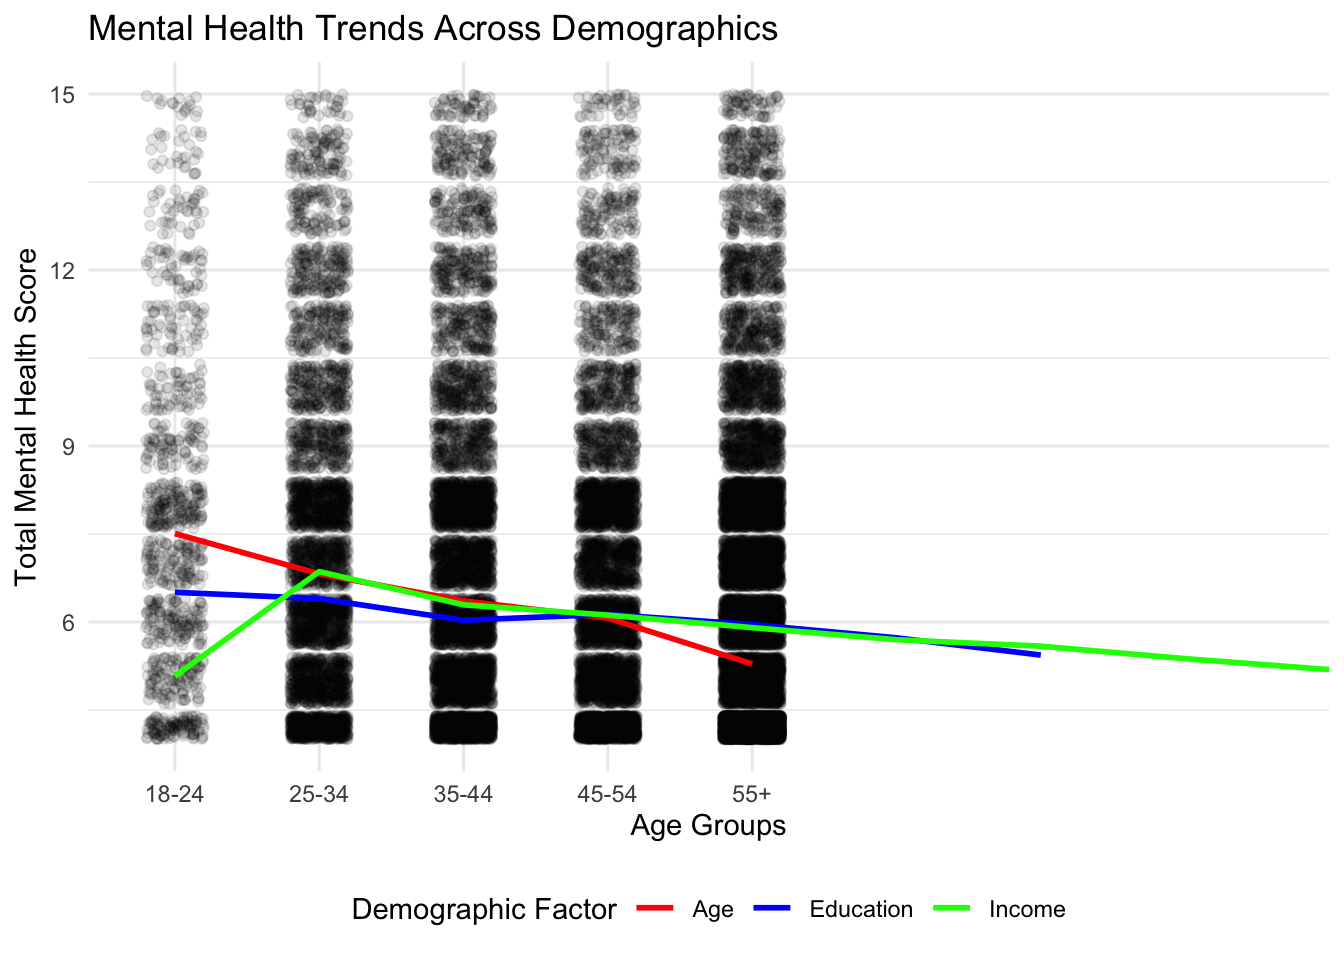 Mental Health Trends Across Demographics
Total Mental Health Score
15
12
9
6
18-24 25-34 35-44 45-54 55+
Age Groups
Demographic Factor Age Education Income